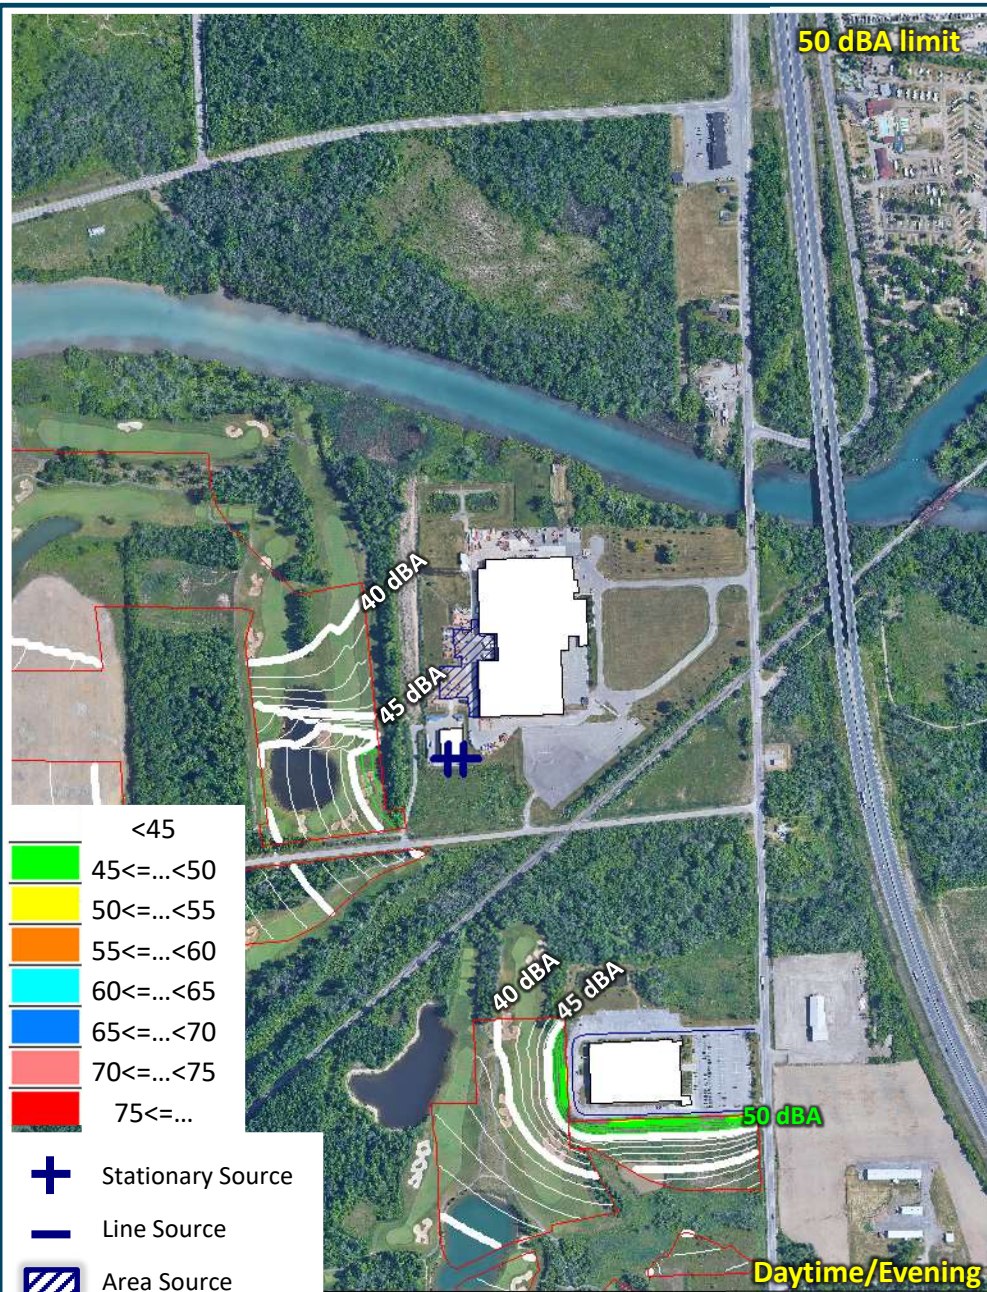 50 dBA limit
40 dBA
45 dBA
<45
45<=...<50
50<=...<55
55<=...<60
60<=...<65
65<=...<70
70<=...<75
75<=...
40 dBA
45 dBA
50 dBA
Stationary Source
Line Source
Area Source
Daytime/Evening